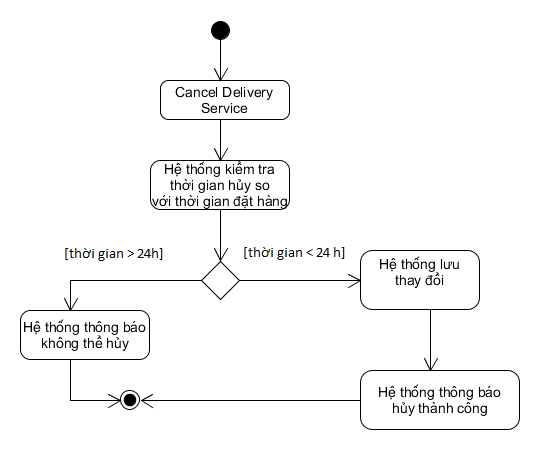 Cancel Delivery
Service
Hệ thống kiểm tra
thời gian hủy so
với thời gian đặt hàng
[thời gian > 24h]
[thời gian < 24 h]
Hệ thống lưu
thay đổi
Hệ thống thông báo
không thể hủy
Hệ thống thông báo
hủy thành công